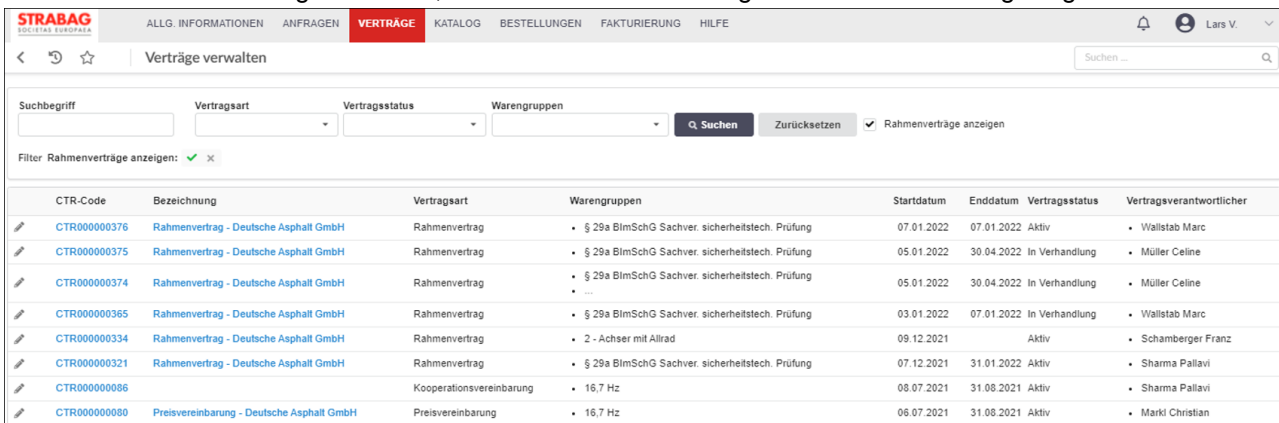 STRABAG ALLG. INFORMATIONEN ANFRAGEN VERTRÄGE KATALOG BESTELLUNGEN FAKTURIERUNG HILFE Lars V.
SOCIETAS EUROPAEA
Verträge verwalten Suchen ...
Suchbegriff Vertragsart Vertragsstatus Warengruppen
Suchen Zurücksetzen Rahmenverträge anzeigen
Filter Rahmenverträge anzeigen:
CTR-Code Bezeichnung Vertragsart Warengruppen Startdatum Enddatum Vertragsstatus Vertragsverantwortlicher
CTR000000376 Rahmenvertrag - Deutsche Asphalt GmbH Rahmenvertrag • § 29a BImSchG Sachver. sicherheitstech. Prüfung 07.01.2022 07.01.2022 Aktiv • Wallstab Marc
CTR000000375 Rahmenvertrag - Deutsche Asphalt GmbH Rahmenvertrag • § 29a BImSchG Sachver. sicherheitstech. Prüfung 05.01.2022 30.04.2022 In Verhandlung • Müller Celine
CTR000000374 Rahmenvertrag - Deutsche Asphalt GmbH Rahmenvertrag • § 29a BImSchG Sachver. sicherheitstech. Prüfung 05.01.2022 30.04.2022 In Verhandlung • Müller Celine
• ...
CTR000000365 Rahmenvertrag - Deutsche Asphalt GmbH Rahmenvertrag • § 29a BImSchG Sachver. sicherheitstech. Prüfung 03.01.2022 07.01.2022 In Verhandlung • Wallstab Marc
CTR000000334 Rahmenvertrag - Deutsche Asphalt GmbH Rahmenvertrag • 2 - Achser mit Allrad 09.12.2021 Aktiv • Schamberger Franz
CTR000000321 Rahmenvertrag - Deutsche Asphalt GmbH Rahmenvertrag • § 29a BImSchG Sachver. sicherheitstech. Prüfung 07.12.2021 31.01.2022 Aktiv • Sharma Pallavi
CTR000000086 Kooperationsvereinbarung • 16,7 Hz 08.07.2021 31.08.2021 Aktiv • Sharma Pallavi
CTR000000080 Preisvereinbarung - Deutsche Asphalt GmbH Preisvereinbarung • 16,7 Hz 06.07.2021 31.08.2021 Aktiv • Markl Christian